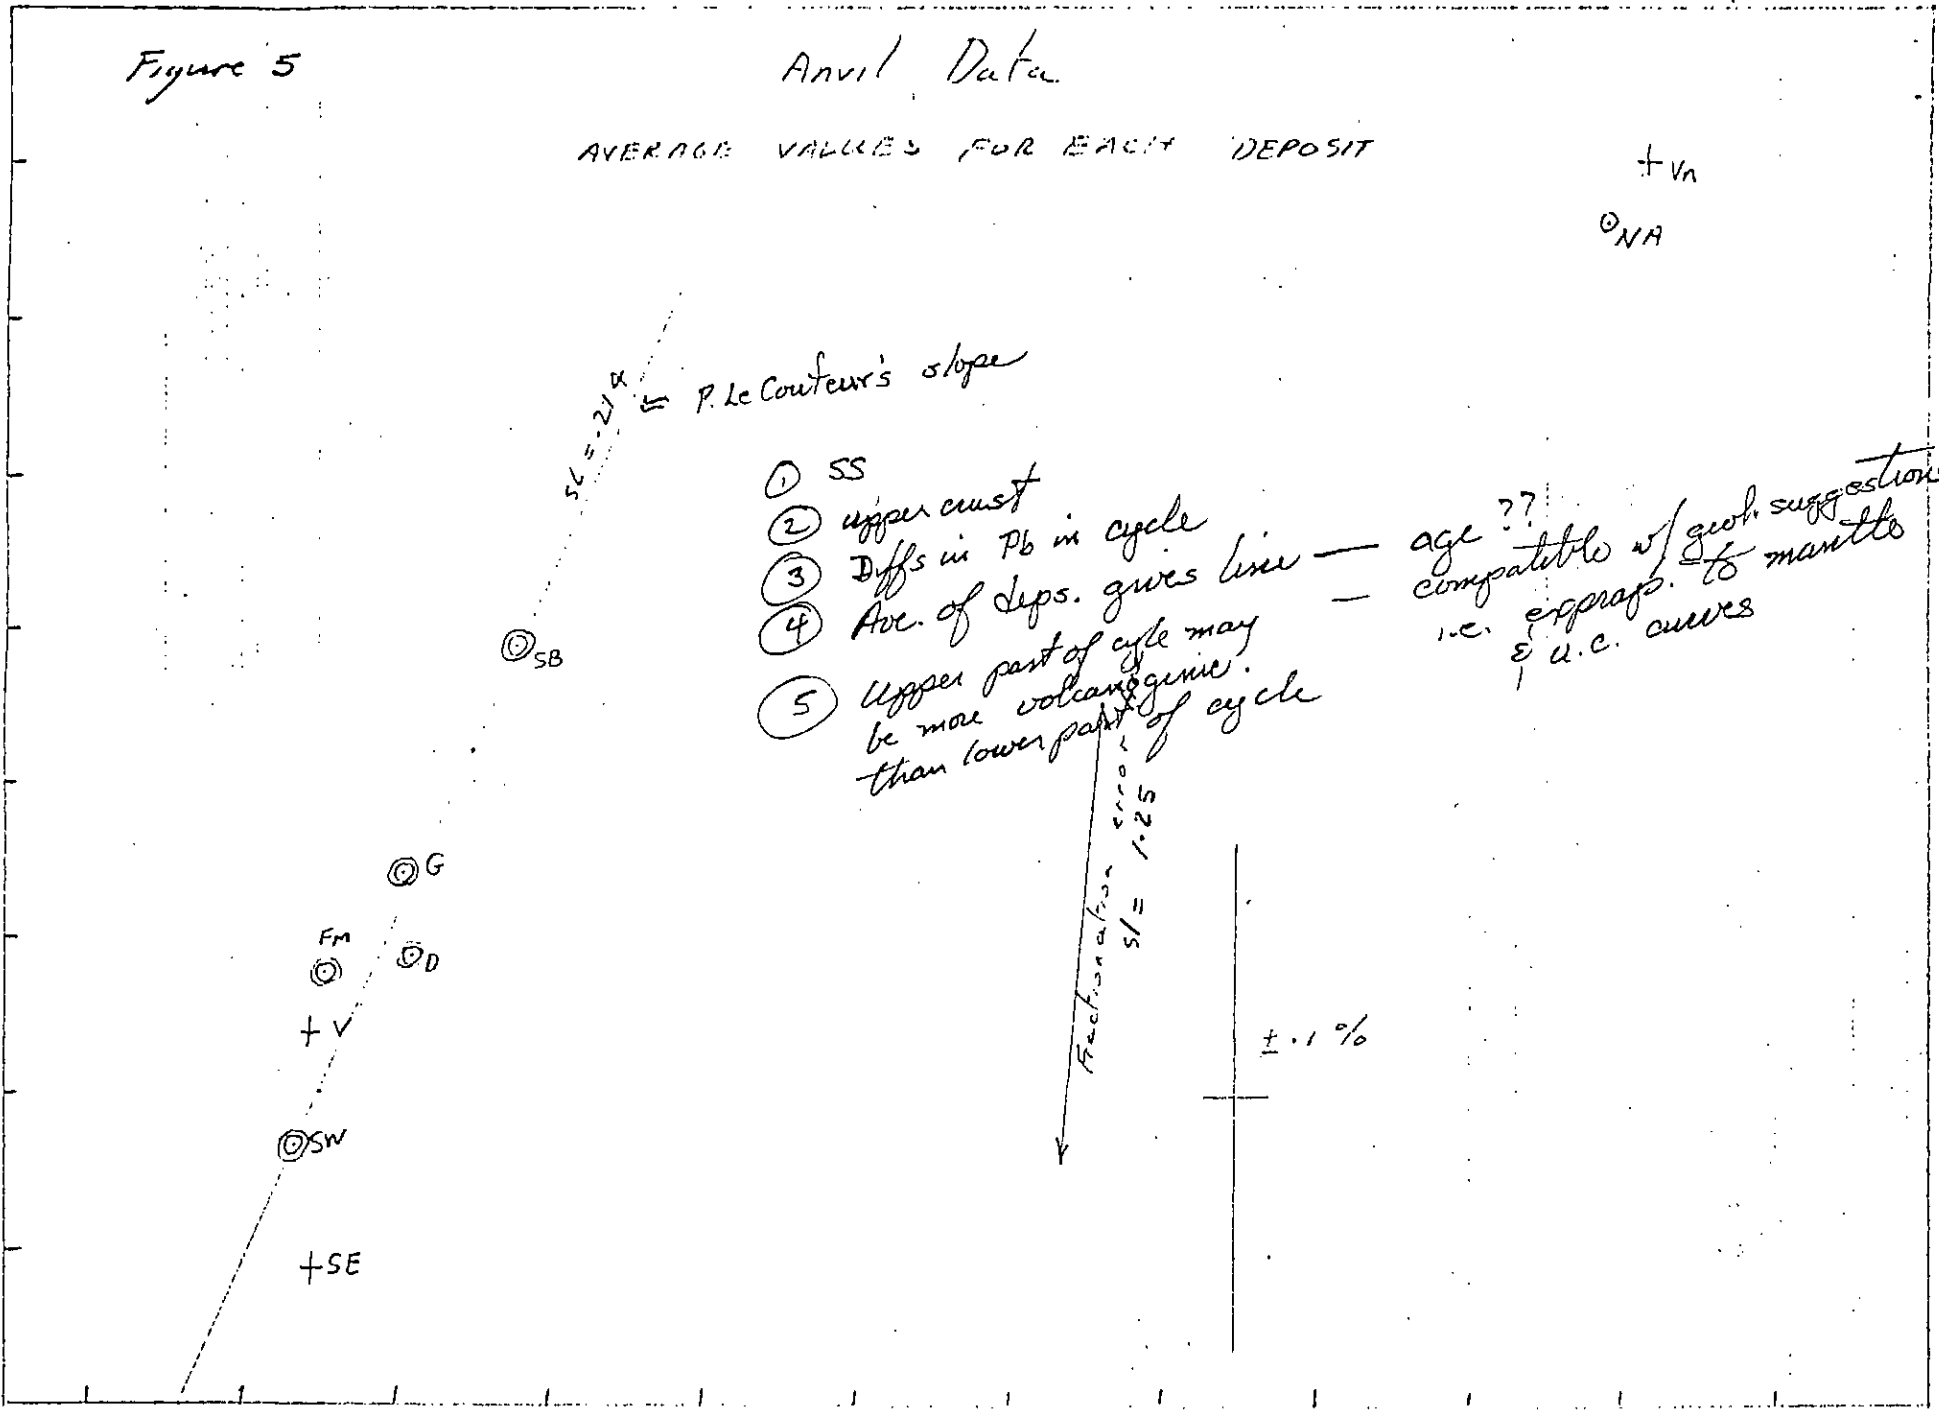 Figure 5
Anvil Data
AVERAGE VALUES FOR EACH DEPOSIT
+ Vn
NA
sl = .21
⇐ P. Le Couteur's slope
① SS
② upper crust
③ Diffs in Pb in cycle
④ Ave. of deps. gives line — age ??
— compatible w/ geol. suggestions
i.e. exprap. to mantle
& u.c. curves
⑤ Upper part of cycle may
be more volcanogenic.
than lower part of cycle
SB
G
FM
D
+ V
SW
+ SE
Fractionation error
sl = 1.25
± .1 %